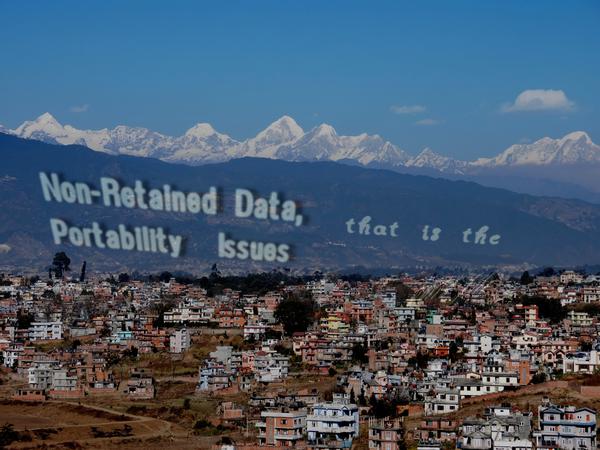 Non-Retained Data,
Portability Issues
that is the